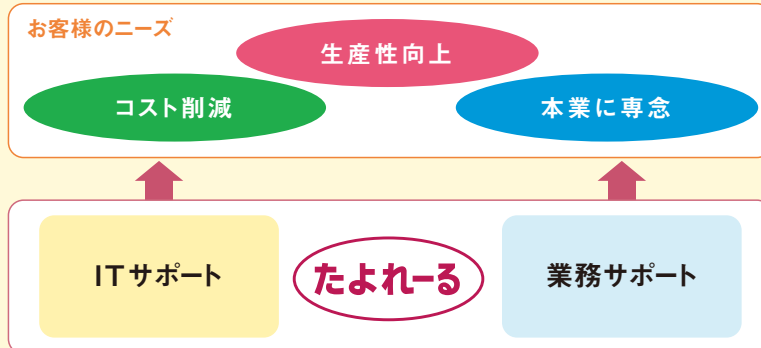 お客様のニーズ
生産性向上
コスト削減
本業に専念
ITサポート
たよれーる
業務サポート